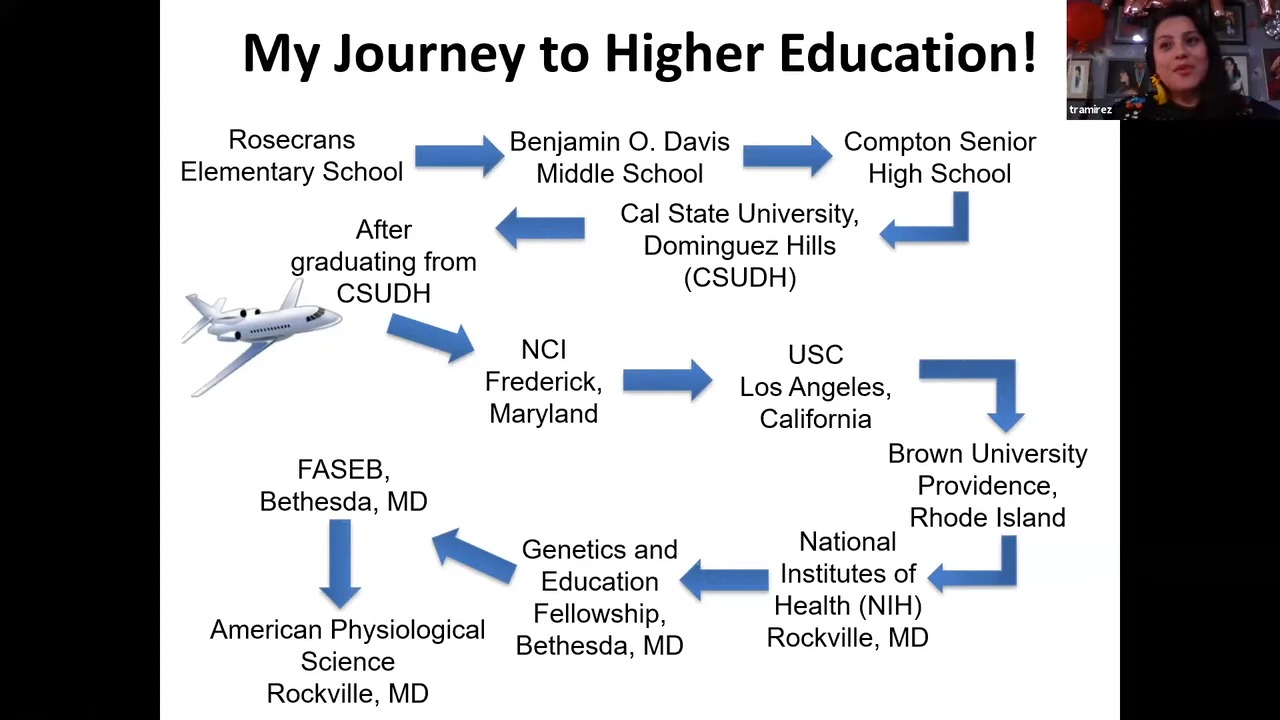 My Journey to Higher Education!
tramirez
Rosecrans
Elementary School
Benjamin O. Davis
Middle School
Compton Senior
High School
Cal State University,
Dominguez Hills
(CSUDH)
After
graduating from
CSUDH
NCI
Frederick,
Maryland
USC
Los Angeles,
California
Brown University
Providence,
Rhode Island
National
Institutes of
Health (NIH)
Rockville, MD
Genetics and
Education
Fellowship,
Bethesda, MD
FASEB,
Bethesda, MD
American Physiological
Science
Rockville, MD